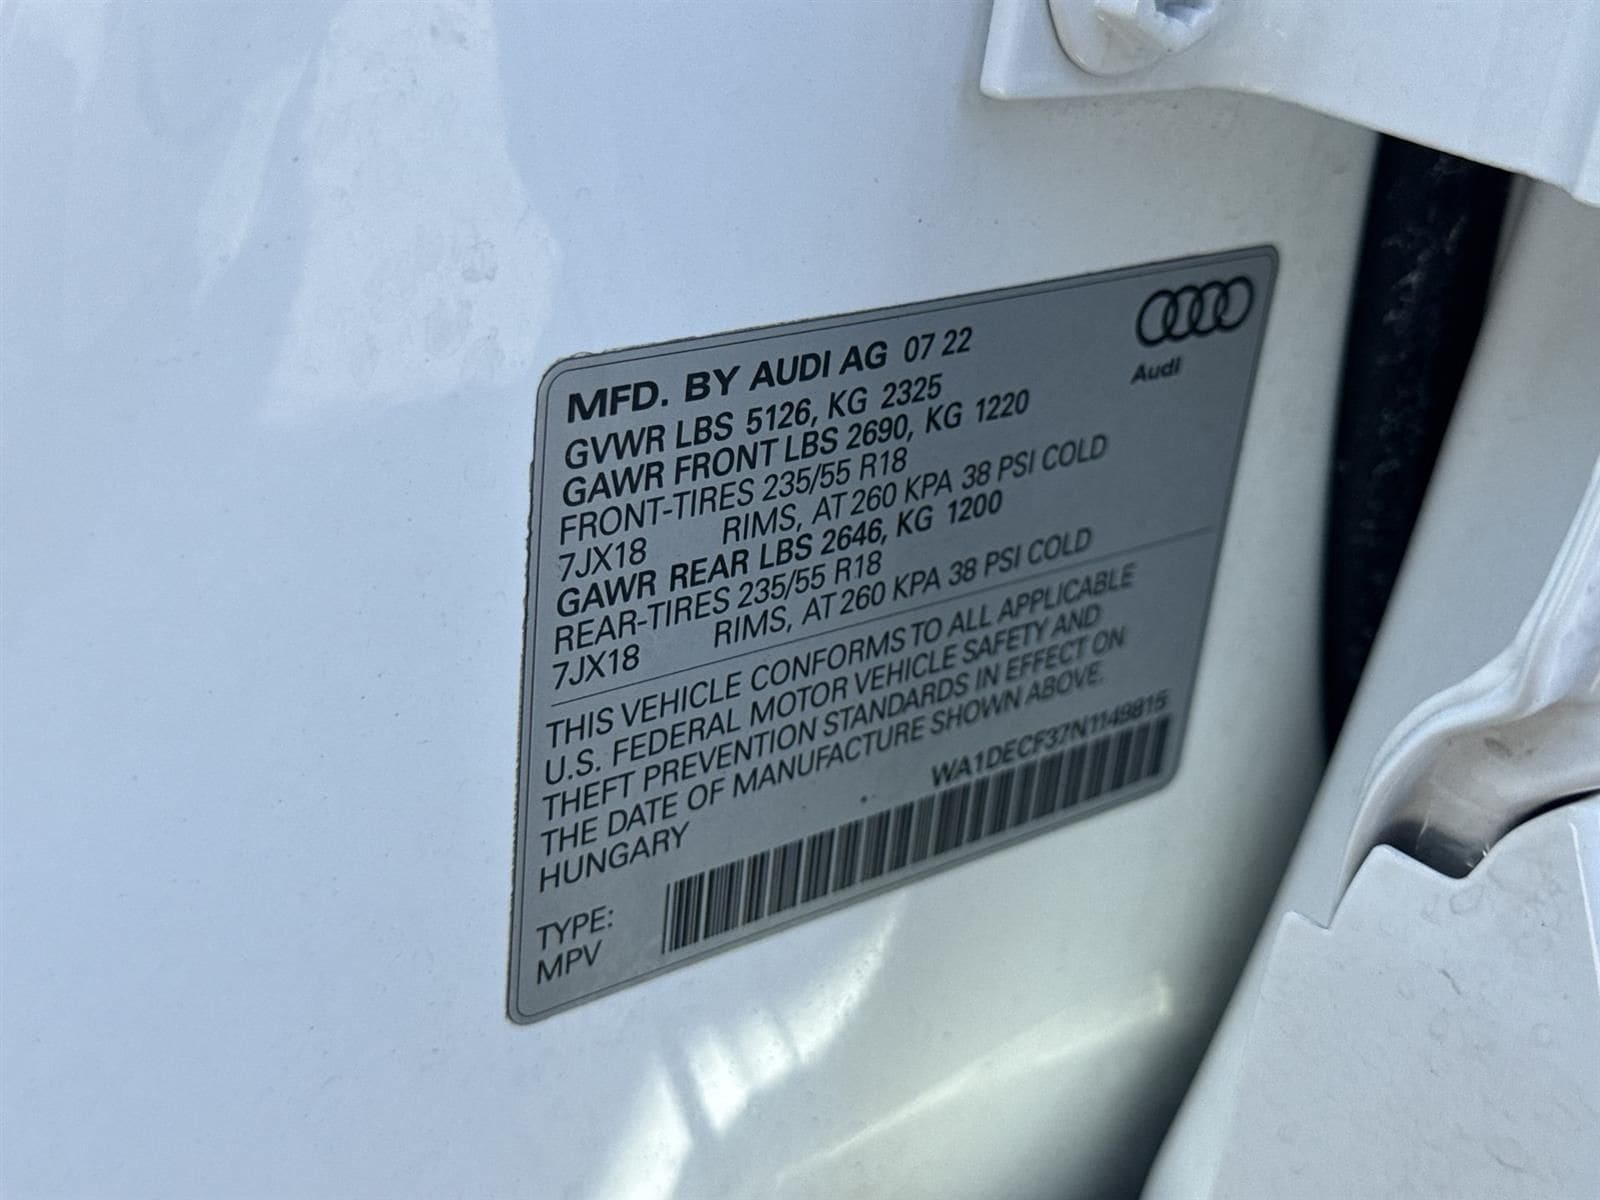 MFD. BY AUDI AG 07 22
Audi
GVWR LBS 5126, KG 2325
GAWR FRONT LBS 2690, KG 1220
FRONT-TIRES 235/55 R18
7JX18 RIMS, AT 260 KPA 38 PSI COLD
GAWR REAR LBS 2646, KG 1200
REAR-TIRES 235/55 R18
7JX18 RIMS, AT 260 KPA 38 PSI COLD
THIS VEHICLE CONFORMS TO ALL APPLICABLE
U.S. FEDERAL MOTOR VEHICLE SAFETY AND
THEFT PREVENTION STANDARDS IN EFFECT ON
THE DATE OF MANUFACTURE SHOWN ABOVE.
HUNGARY
WA1DECF37N1149815
TYPE:
MPV